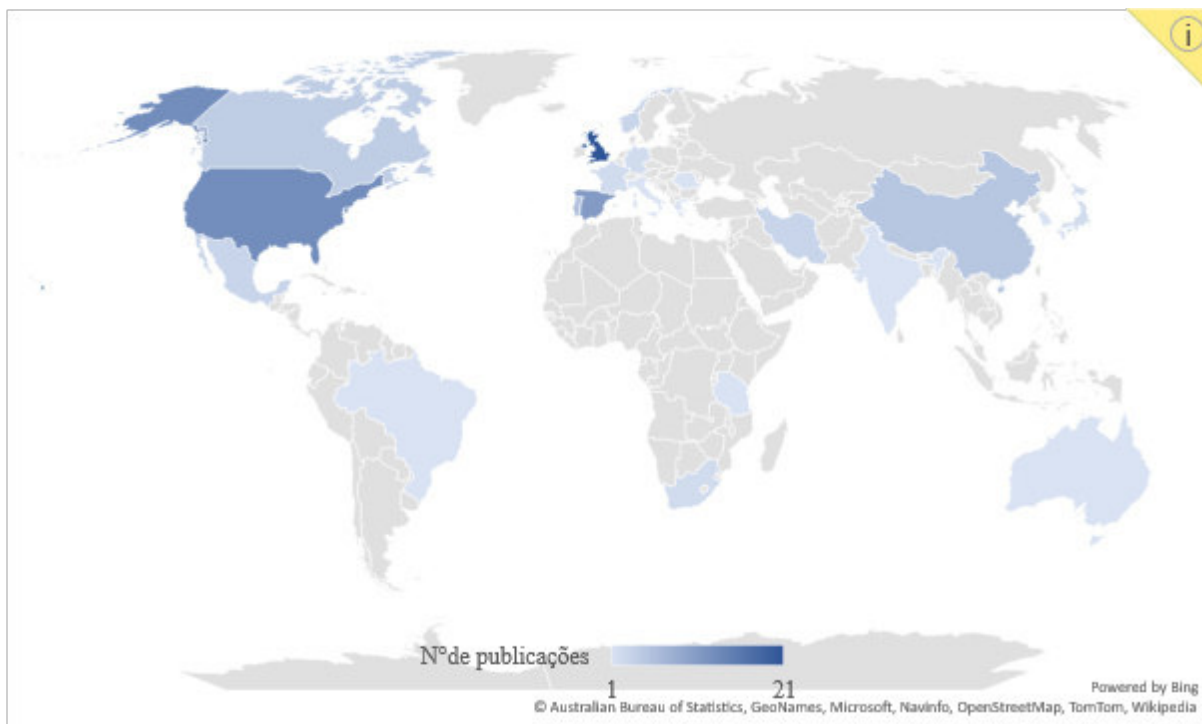 i
N°de publicações
1 21
Powered by Bing
© Australian Bureau of Statistics, GeoNames, Microsoft, Navinfo, OpenStreetMap, TomTom, Wikipedia